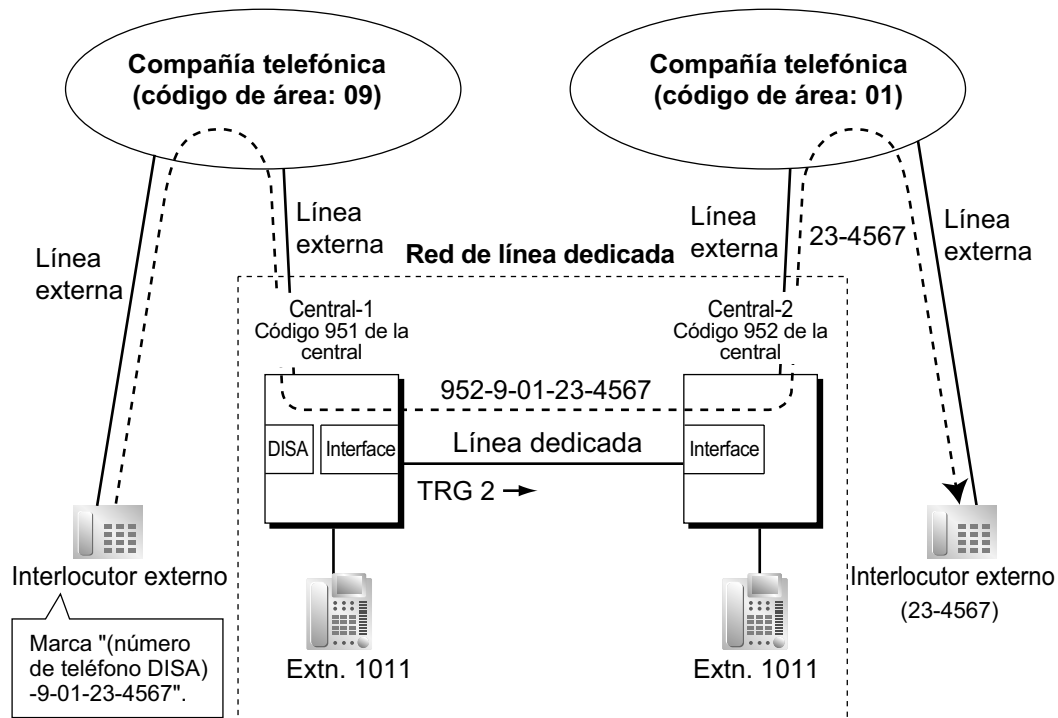 Compañía telefónica
(código de área: 09)
Compañía telefónica
(código de área: 01)
Línea
externa
Línea
externa
Línea
externa
23-4567
Línea
externa
Red de línea dedicada
Central-1
Código 951 de la
central
Central-2
Código 952 de la
central
952-9-01-23-4567
DISA
Interface
Línea dedicada
Interface
TRG 2
Interlocutor externo
Interlocutor externo
(23-4567)
Marca "(número
de teléfono DISA)
-9-01-23-4567".
Extn. 1011
Extn. 1011